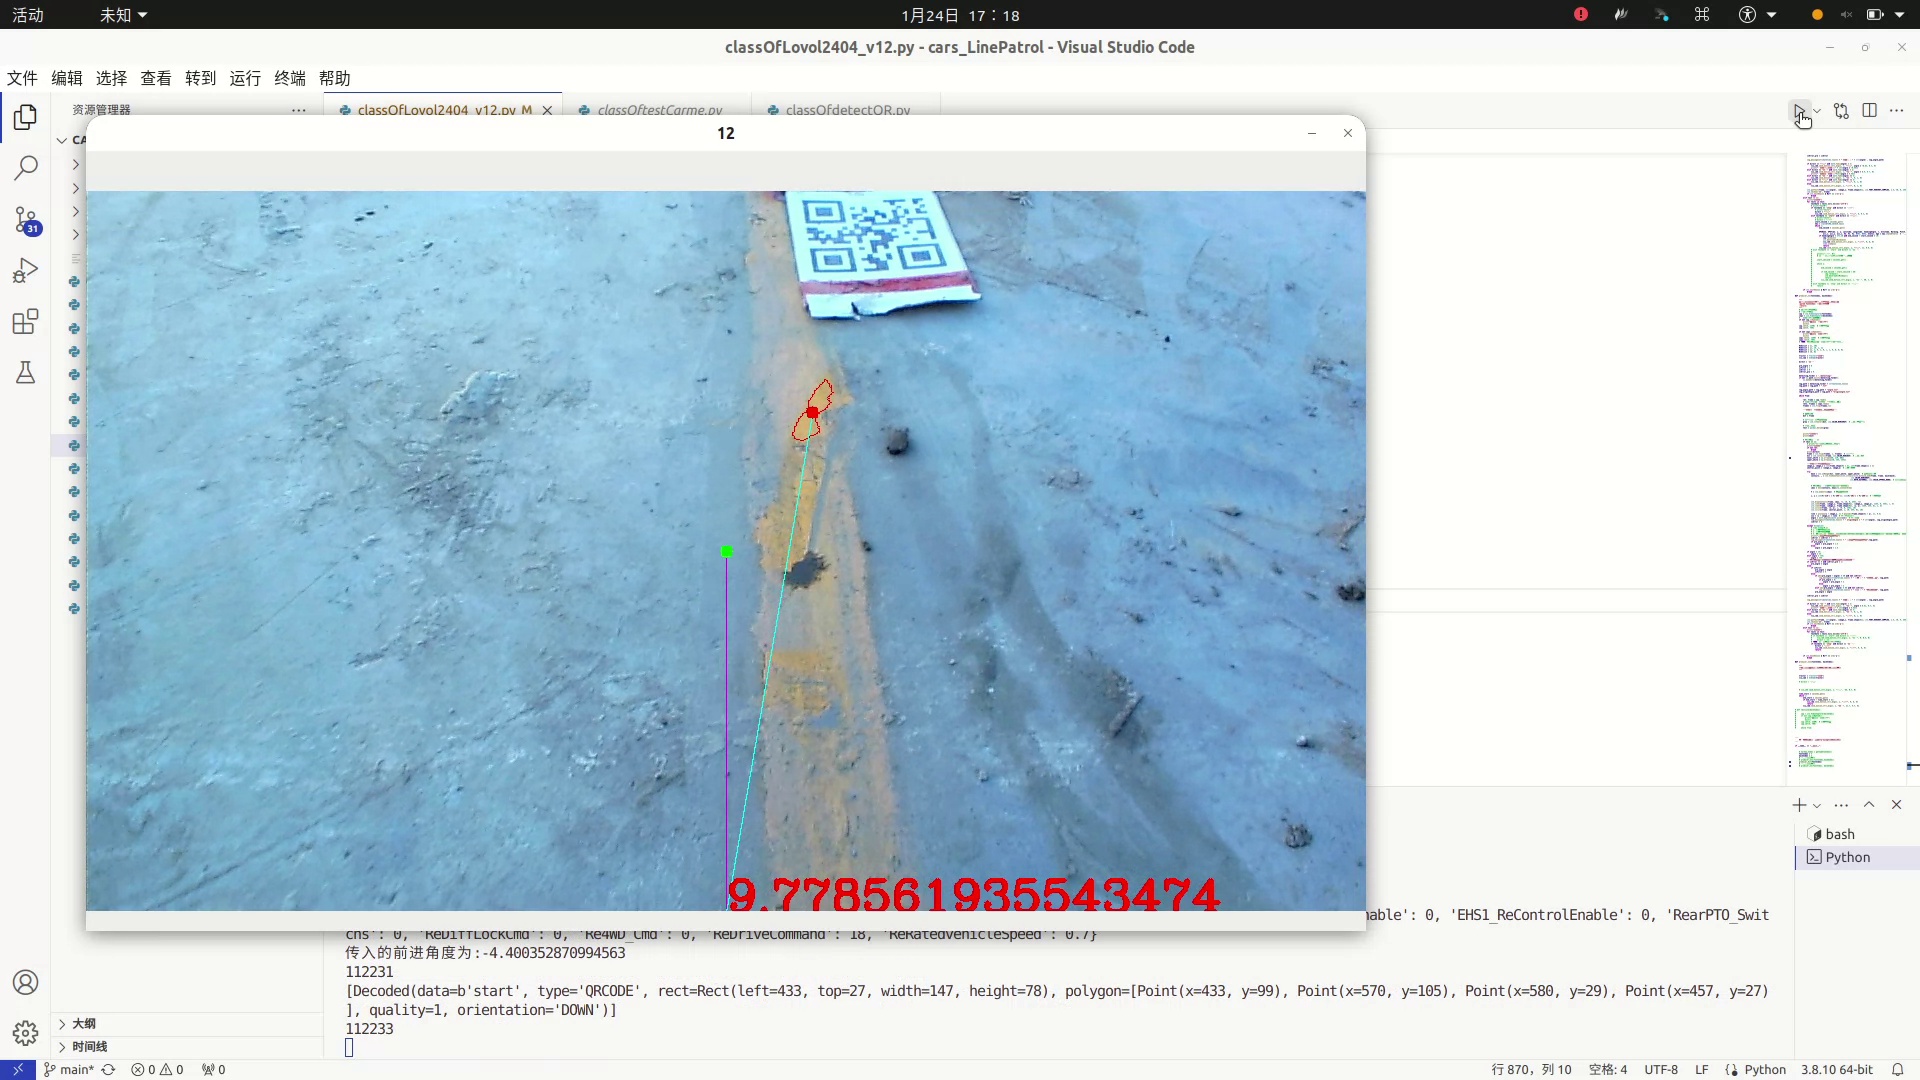 活动
未知
1月24日 17：18
classOfLovol2404_v12.py - cars_LinePatrol - Visual Studio Code
文件 编辑 选择 查看 转到 运行 终端 帮助
资源管理器
classOfLovol2404_v12.py M
classOftestCarme.py
classOfdetectQR.py
12
CA
31
9.778561935543474
able': 0, 'EHS1_ReControlEnable': 0, 'RearPTO_Swit
chs': 0, 'ReDiffLockCmd': 0, 'Re4WD_Cmd': 0, 'ReDriveCommand': 18, 'ReRatedVehicleSpeed': 0.7}
传入的前进角度为:-4.400352870994563
112231
[Decoded(data=b'start', type='QRCODE', rect=Rect(left=433, top=27, width=147, height=78), polygon=[Point(x=433, y=99), Point(x=570, y=105), Point(x=580, y=29), Point(x=457, y=27)
], quality=1, orientation='DOWN')]
112233
bash
Python
大纲
时间线
main*
0
0
0
行 870，列 10
空格: 4
UTF-8
LF
Python
3.8.10 64-bit